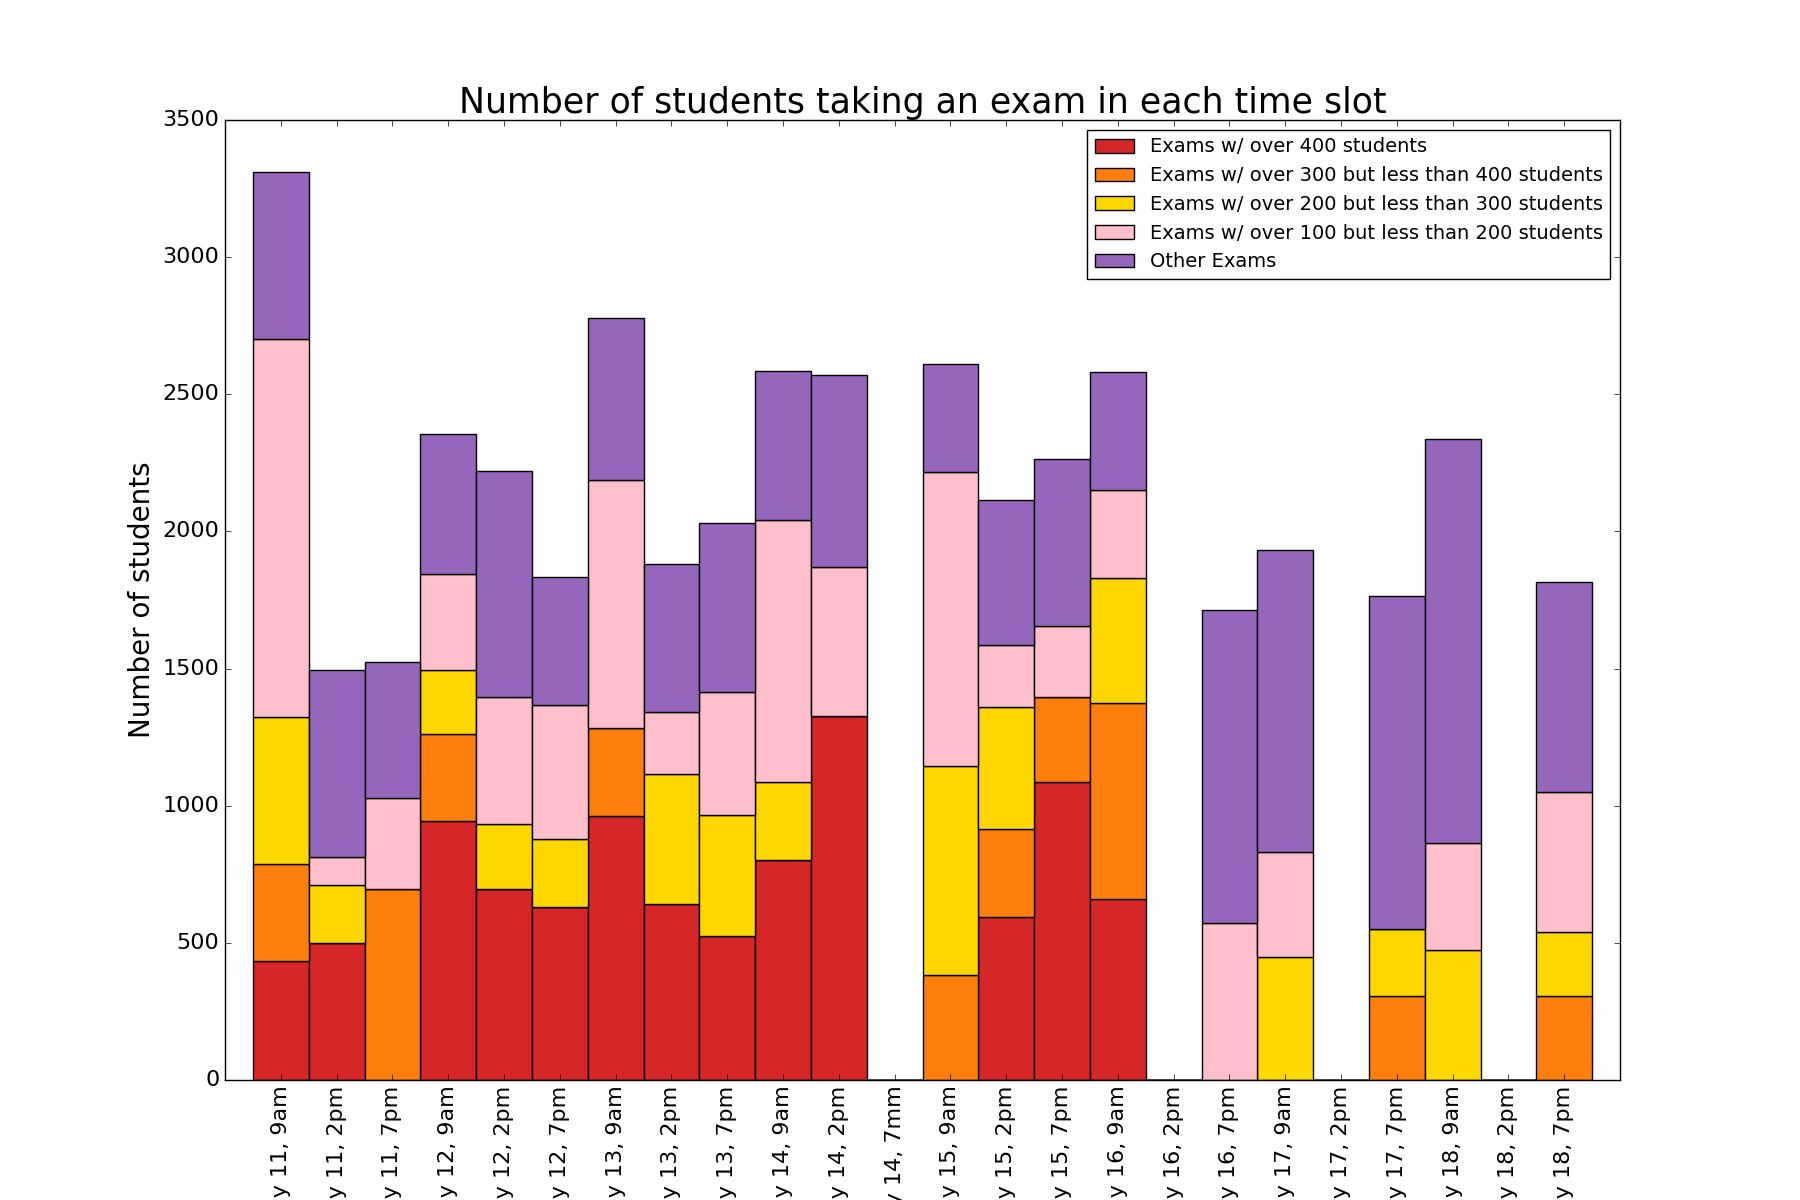 Number of students taking an exam in each time slot
Exams w/ over 400 students
Exams w/ over 300 but less than 400 students
Exams w/ over 200 but less than 300 students
Exams w/ over 100 but less than 200 students
Other Exams
Number of students
3500
3000
2500
2000
1500
1000
500
0
y 11, 9am
y 11, 2pm
y 11, 7pm
y 12, 9am
y 12, 2pm
y 12, 7pm
y 13, 9am
y 13, 2pm
y 13, 7pm
y 14, 9am
y 14, 2pm
y 14, 7mm
y 15, 9am
y 15, 2pm
y 15, 7pm
y 16, 9am
y 16, 2pm
y 16, 7pm
y 17, 9am
y 17, 2pm
y 17, 7pm
y 18, 9am
y 18, 2pm
y 18, 7pm